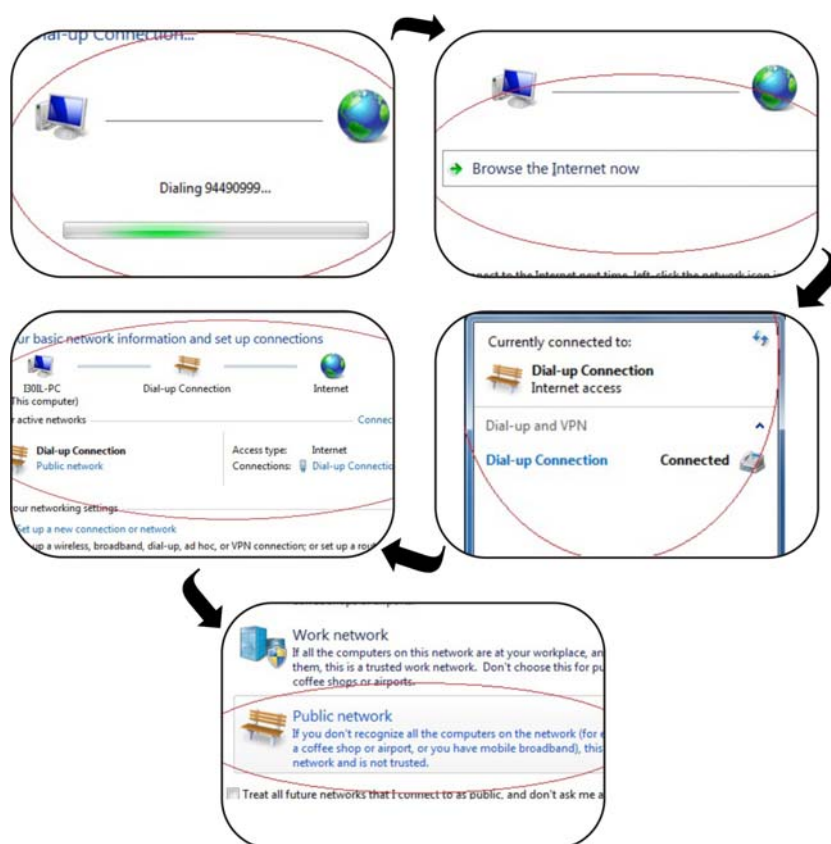 Dial-up Connection...
Dialing 94490999...
Browse the Internet now
to the Internet next time, left-click the network icon
Currently connected to:
Dial-up Connection
Internet access
Dial-up and VPN
Dial-up Connection Connected
ur basic network information and set up connections
I30IL-PC
Dial-up Connection
Internet
This computer)
r active networks Connec
Dial-up Connection
Public network
Access type: Internet
Connections: Dial-up Connectio
our networking settings
Set up a new connection or network
up a wireless, broadband, dial-up, ad hoc, or VPN connection; or set up a rout
Work network
If all the computers on this network are at your workplace, an
them, this is a trusted work network. Don't choose this for pu
coffee shops or airports.
Public network
If you don't recognize all the computers on the network (for e
a coffee shop or airport, or you have mobile broadband), this
network and is not trusted.
Treat all future networks that I connect to as public, and don't ask me a